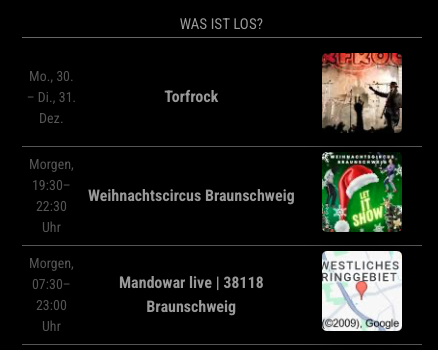 WAS IST LOS?
Mo., 30.
– Di., 31.
Dez.
Torfrock
Morgen,
19:30–
22:30
Uhr
Weihnachtscircus Braunschweig
WEIHNACHTSCIRCUS
BRAUNSCHWEIG
LET
IT
SHOW
Morgen,
07:30–
23:00
Uhr
Mandowar live | 38118
Braunschweig
WESTLICHES
RINGGEBIET
(©2009), Google